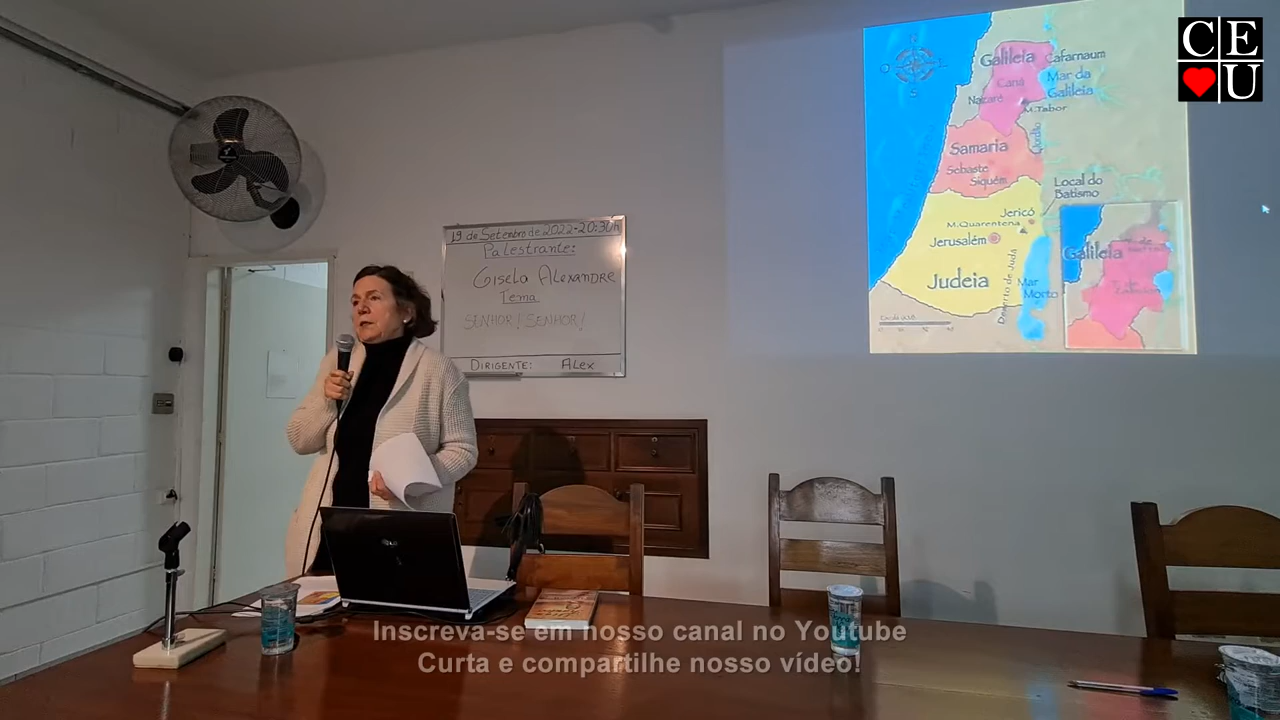 C E
U
19 de Setembro de 2022-20:30h
Palestrante:
Gisela Alexandre
Tema
SENHOR! SENHOR!
DIRIGENTE: Alex
Galileia
Cafarnaum
Caná
Mar da
Galileia
Nazaré
M.Tabor
Jordão
Samaria
Sebaste
Siquém
Local do
Batismo
Jericó
M.Quarentena
Jerusalém
Deserto de Judá
Judeia
Mar
Morto
Galileia
Inscreva-se em nosso canal no Youtube
Curta e compartilhe nosso vídeo!